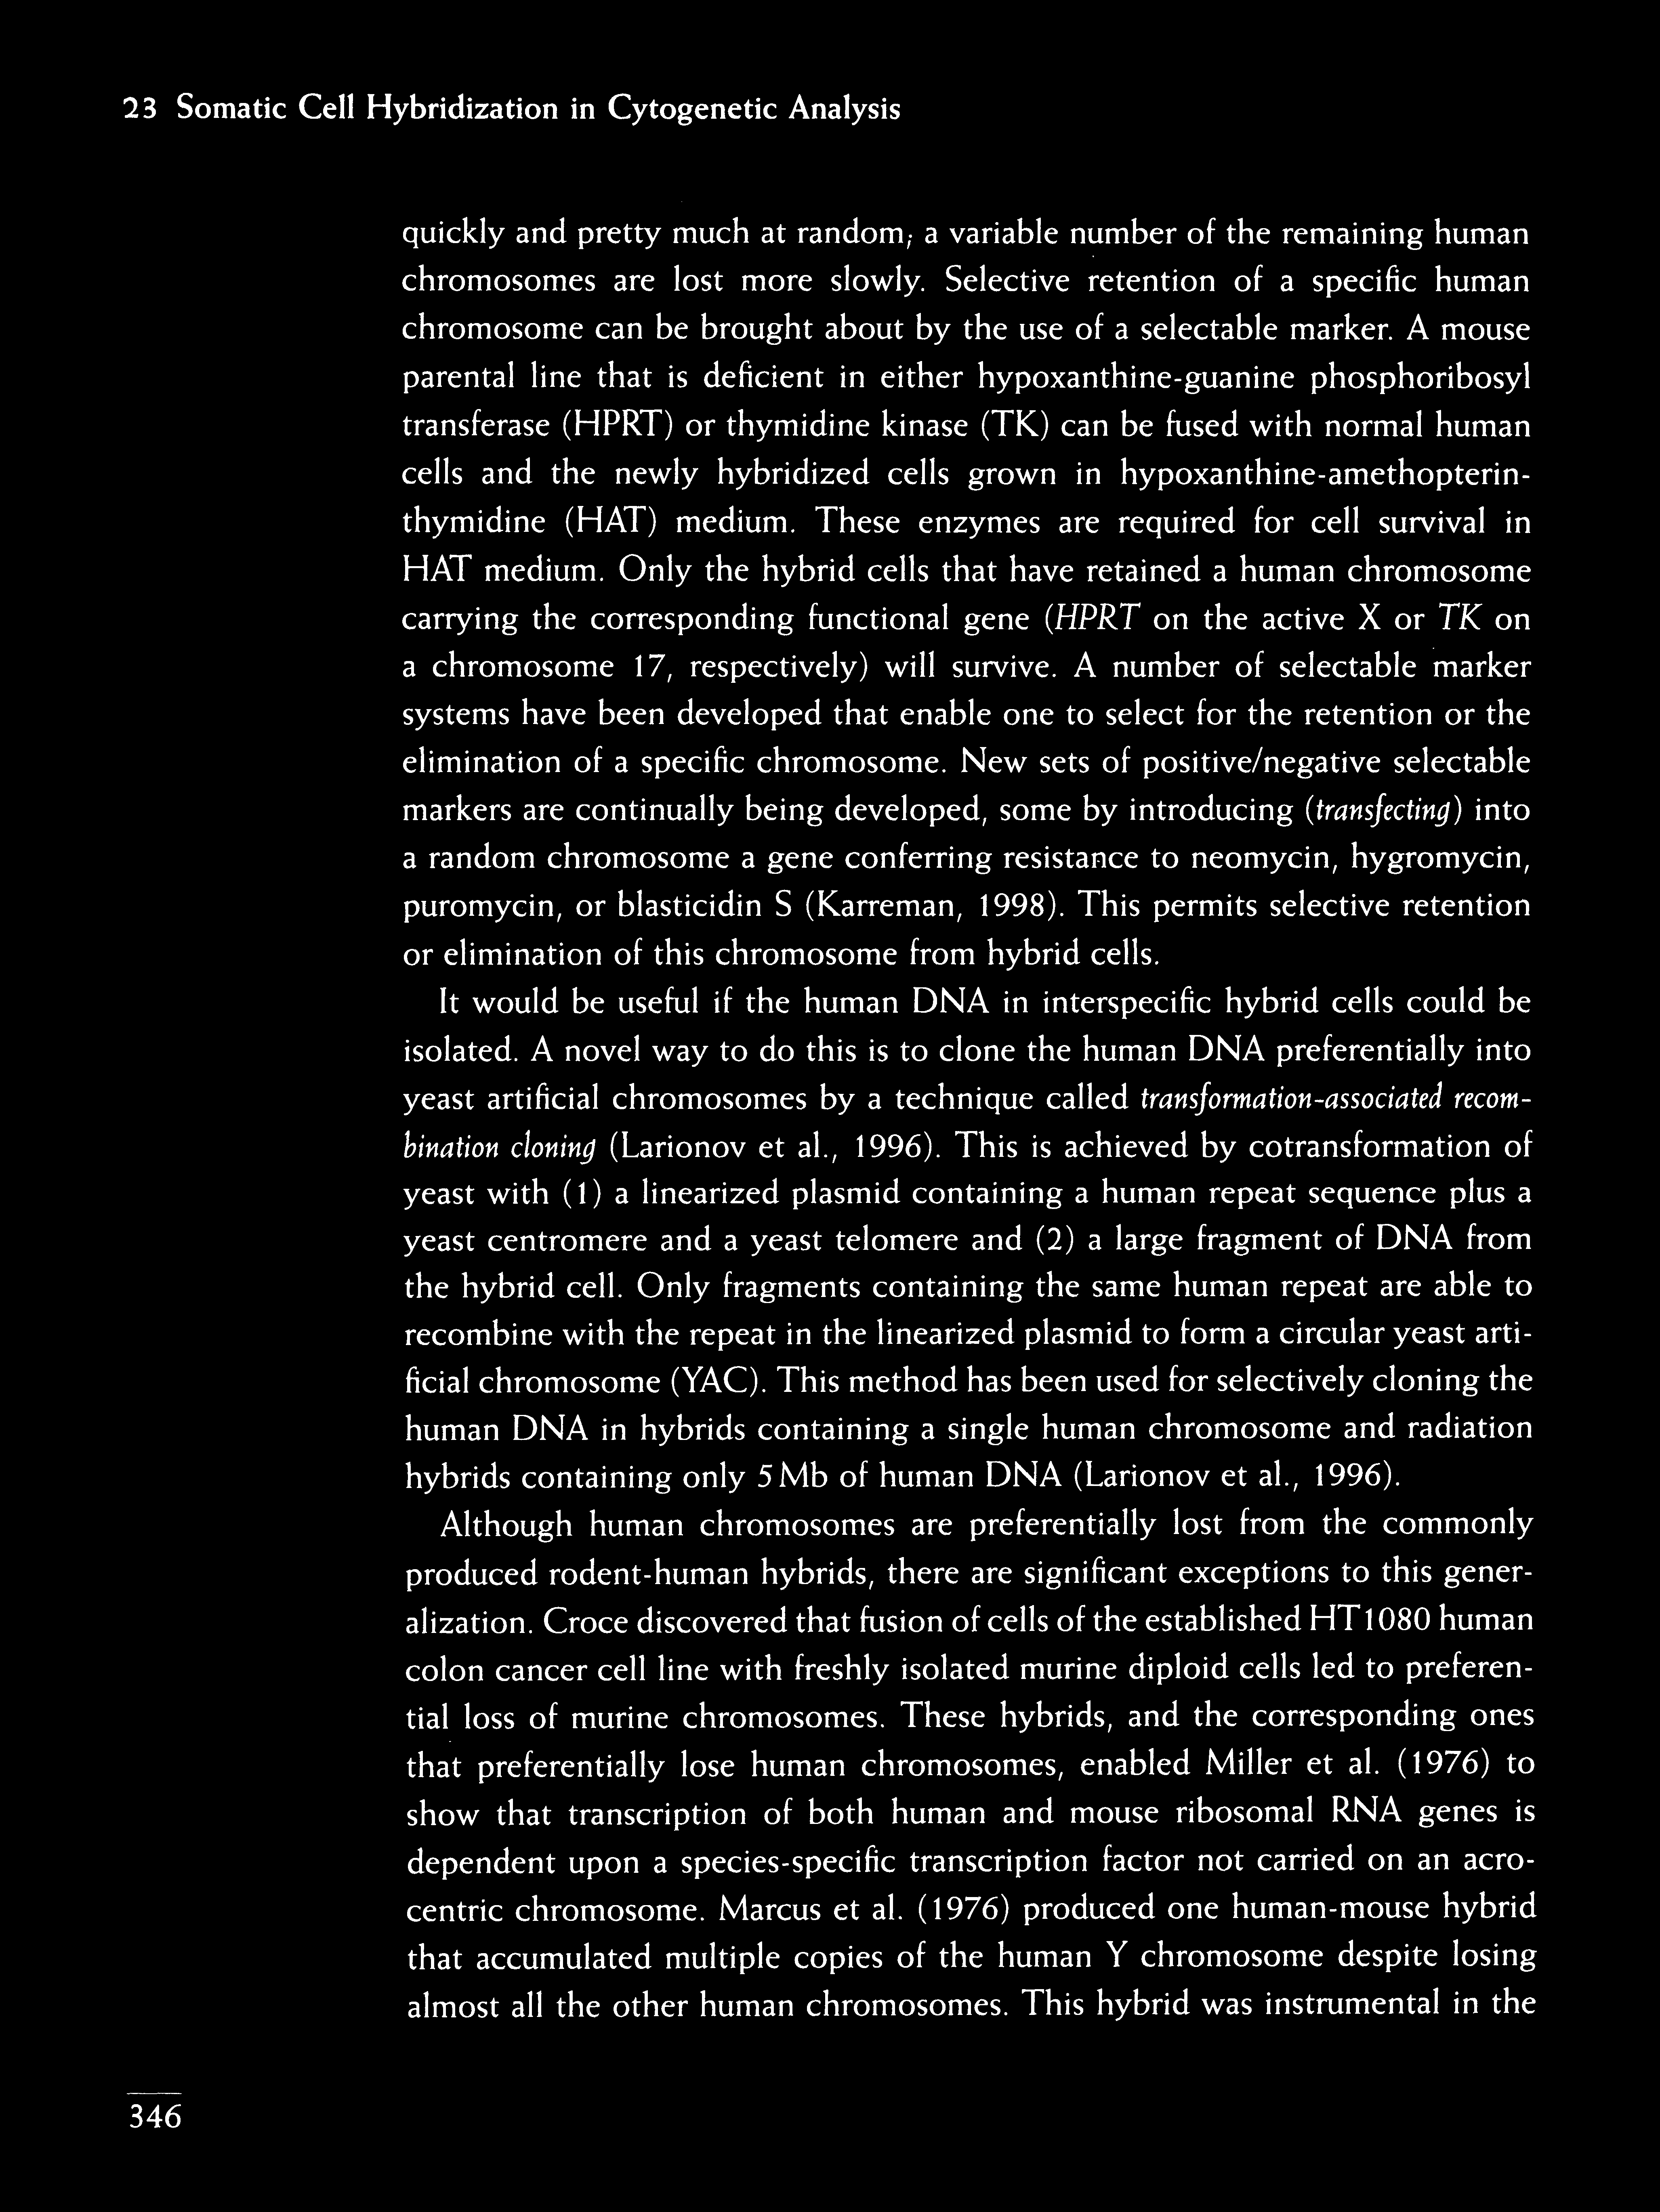 23 Somatic Cell Hybridization in Cytogenetic Analysis
quickly and pretty much at random; a variable number of the remaining human
chromosomes are lost more slowly. Selective retention of a specific human
chromosome can be brought about by the use of a selectable marker. A mouse
parental line that is deficient in either hypoxanthine-guanine phosphoribosyl
transferase (HPRT) or thymidine kinase (TK) can be fused with normal human
cells and the newly hybridized cells grown in hypoxanthine-amethopterin-
thymidine (HAT) medium. These enzymes are required for cell survival in
HAT medium. Only the hybrid cells that have retained a human chromosome
carrying the corresponding functional gene (HPRT on the active X or TK on
a chromosome 17, respectively) will survive. A number of selectable marker
systems have been developed that enable one to select for the retention or the
elimination of a specific chromosome. New sets of positive/negative selectable
markers are continually being developed, some by introducing (transfecting) into
a random chromosome a gene conferring resistance to neomycin, hygromycin,
puromycin, or blasticidin S (Karreman, 1998). This permits selective retention
or elimination of this chromosome from hybrid cells.
It would be useful if the human DNA in interspecific hybrid cells could be
isolated. A novel way to do this is to clone the human DNA preferentially into
yeast artificial chromosomes by a technique called transformation-associated recom-
bination cloning (Larionov et al., 1996). This is achieved by cotransformation of
yeast with (1) a linearized plasmid containing a human repeat sequence plus a
yeast centromere and a yeast telomere and (2) a large fragment of DNA from
the hybrid cell. Only fragments containing the same human repeat are able to
recombine with the repeat in the linearized plasmid to form a circular yeast arti-
ficial chromosome (YAC). This method has been used for selectively cloning the
human DNA in hybrids containing a single human chromosome and radiation
hybrids containing only 5 Mb of human DNA (Larionov et al., 1996).
Although human chromosomes are preferentially lost from the commonly
produced rodent-human hybrids, there are significant exceptions to this gener-
alization. Croce discovered that fusion of cells of the established HT1080 human
colon cancer cell line with freshly isolated murine diploid cells led to preferen-
tial loss of murine chromosomes. These hybrids, and the corresponding ones
that preferentially lose human chromosomes, enabled Miller et al. (1976) to
show that transcription of both human and mouse ribosomal RNA genes is
dependent upon a species-specific transcription factor not carried on an acro-
centric chromosome. Marcus et al. (1976) produced one human-mouse hybrid
that accumulated multiple copies of the human Y chromosome despite losing
almost all the other human chromosomes. This hybrid was instrumental in the
346